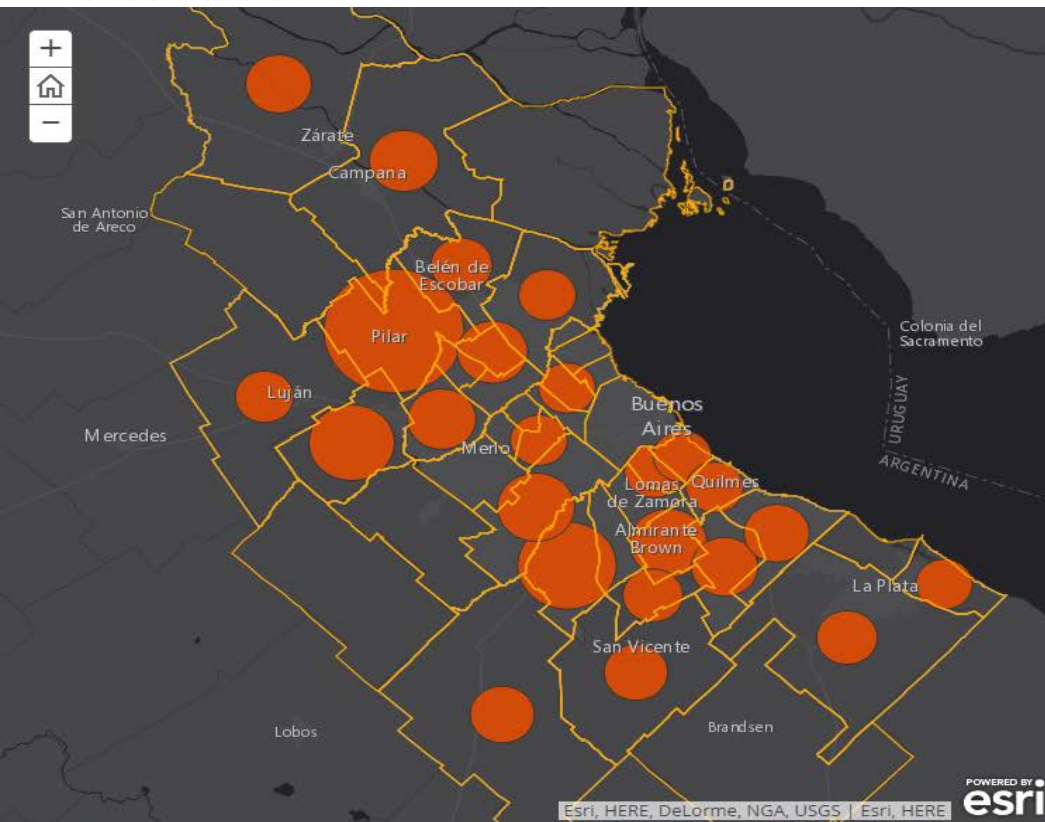 +
−
Zárate
Campana
San Antonio
de Areco
Belén de
Escobar
Pilar
Colonia del
Sacramento
Luján
Buenos
Aires
Mercedes
Merlo
URUGUAY
ARGENTINA
Lomas
de Zamora
Quilmes
Almirante
Brown
La Plata
San Vicente
Lobos
Brandsen
POWERED BY
esri
Esri, HERE, DeLorme, NGA, USGS | Esri, HERE